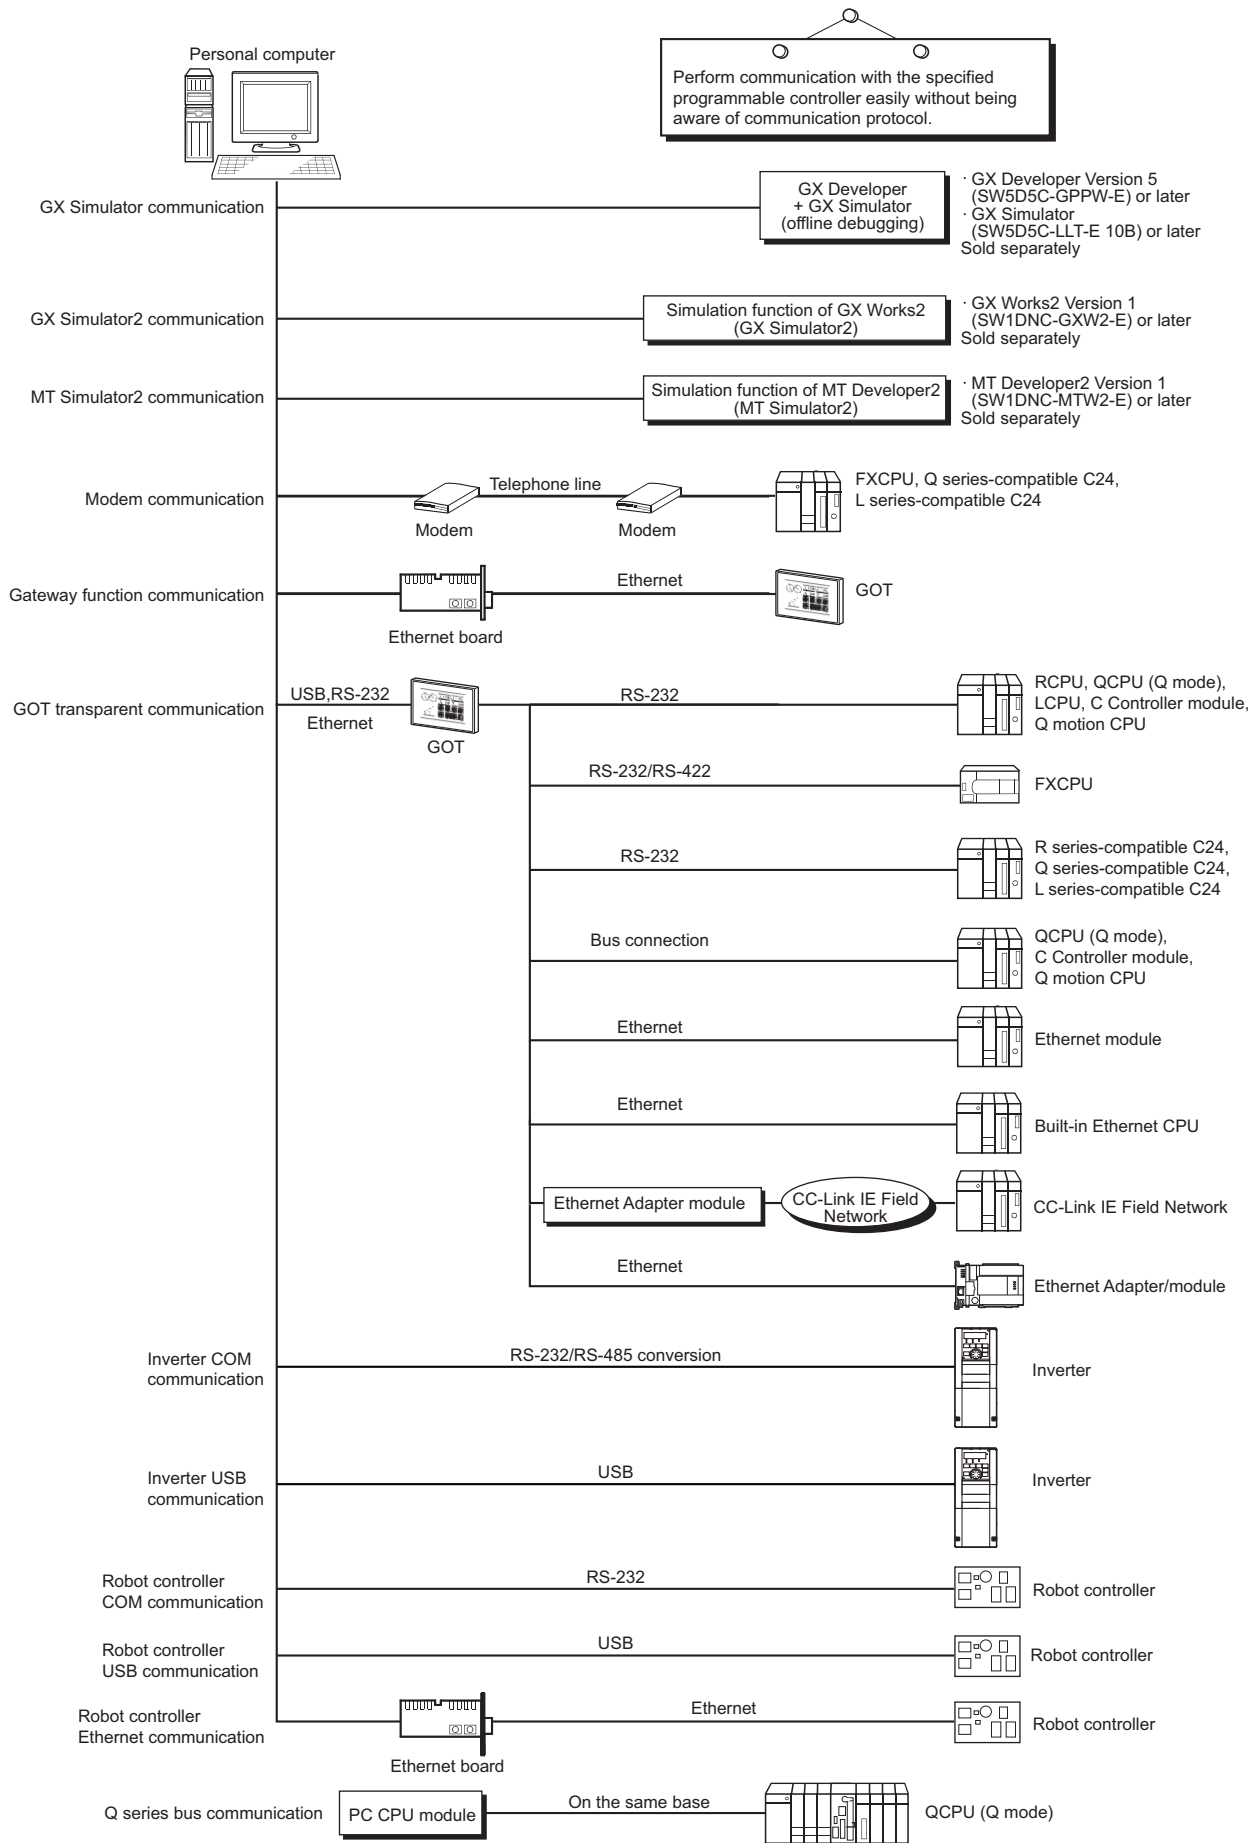 Personal computer
Perform communication with the specified
programmable controller easily without being
aware of communication protocol.
GX Simulator communication
GX Developer
+ GX Simulator
(offline debugging)
· GX Developer Version 5
(SW5D5C-GPPW-E) or later
· GX Simulator
(SW5D5C-LLT-E 10B) or later
Sold separately
GX Simulator2 communication
Simulation function of GX Works2
(GX Simulator2)
· GX Works2 Version 1
(SW1DNC-GXW2-E) or later
Sold separately
MT Simulator2 communication
Simulation function of MT Developer2
(MT Simulator2)
· MT Developer2 Version 1
(SW1DNC-MTW2-E) or later
Sold separately
Modem communication
Modem
Telephone line
Modem
FXCPU, Q series-compatible C24,
L series-compatible C24
Gateway function communication
Ethernet board
Ethernet
GOT
GOT transparent communication
USB,RS-232
Ethernet
GOT
RS-232
RCPU, QCPU (Q mode),
LCPU, C Controller module,
Q motion CPU
RS-232/RS-422
FXCPU
RS-232
R series-compatible C24,
Q series-compatible C24,
L series-compatible C24
Bus connection
QCPU (Q mode),
C Controller module,
Q motion CPU
Ethernet
Ethernet module
Ethernet
Built-in Ethernet CPU
Ethernet Adapter module
CC-Link IE Field
Network
CC-Link IE Field Network
Ethernet
Ethernet Adapter/module
Inverter COM
communication
RS-232/RS-485 conversion
Inverter
Inverter USB
communication
USB
Inverter
Robot controller
COM communication
RS-232
Robot controller
Robot controller
USB communication
USB
Robot controller
Robot controller
Ethernet communication
Ethernet board
Ethernet
Robot controller
Q series bus communication
PC CPU module
On the same base
QCPU (Q mode)